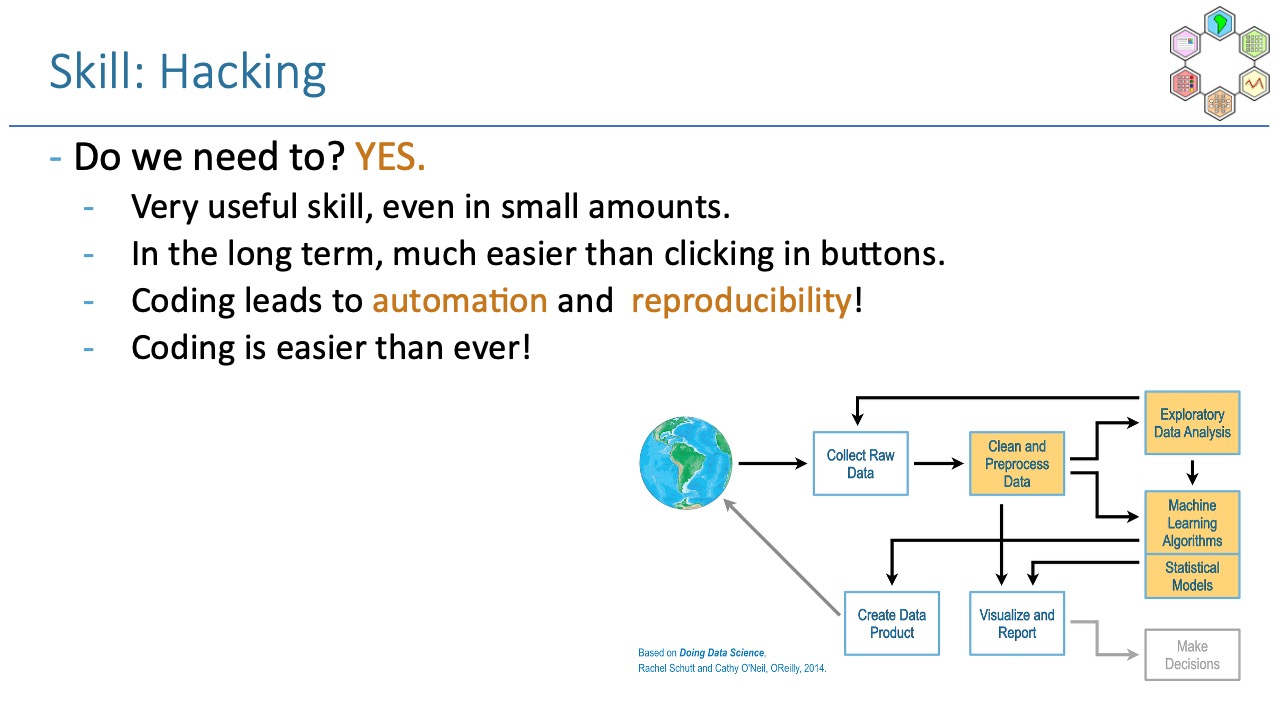 Skill: Hacking
- Do we need to? YES.
- Very useful skill, even in small amounts.
- In the long term, much easier than clicking in buttons.
- Coding leads to automation and reproducibility!
- Coding is easier than ever!
Exploratory
Data Analysis
Collect Raw
Data
Clean and
Preprocess
Data
Machine
Learning
Algorithms
Statistical
Models
Create Data
Product
Visualize and
Report
Make
Decisions
Based on Doing Data Science,
Rachel Schutt and Cathy O'Neil, OReilly, 2014.